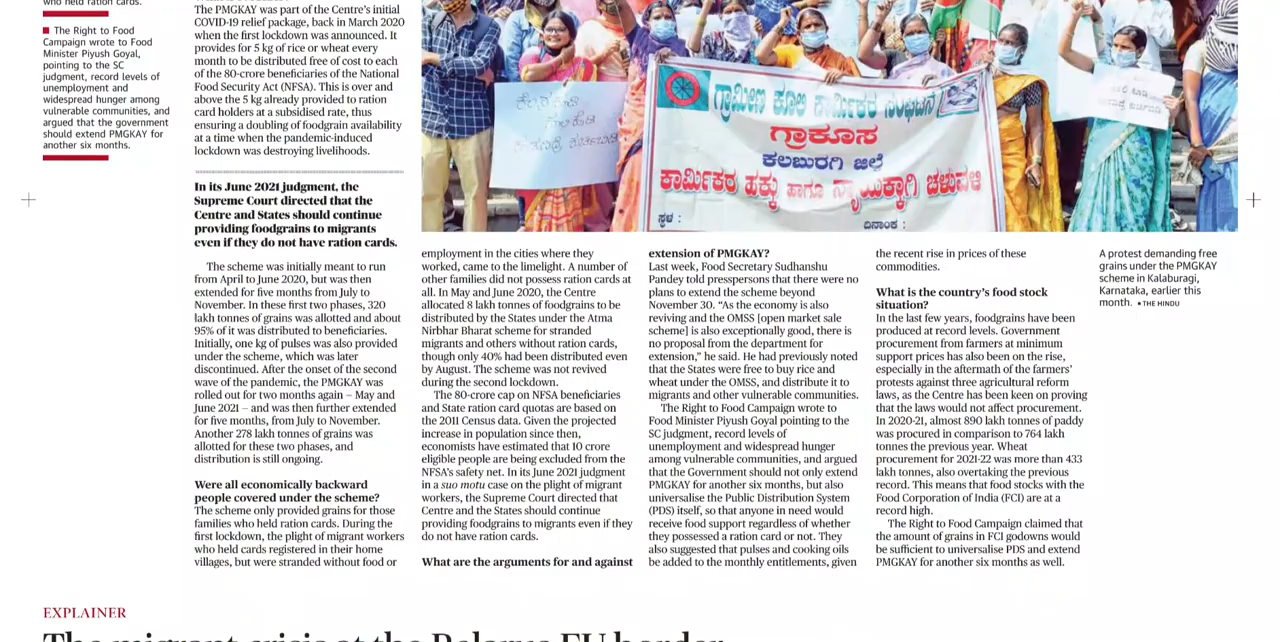 who held ration cards.
■ The Right to Food
Campaign wrote to Food
Minister Piyush Goyal,
pointing to the SC
judgment, record levels of
unemployment and
widespread hunger among
vulnerable communities, and
argued that the government
should extend PMGKAY for
another six months.
The PMGKAY was part of the Centre's initial
COVID-19 relief package, back in March 2020
when the first lockdown was announced. It
provides for 5 kg of rice or wheat every
month to be distributed free of cost to each
of the 80-crore beneficiaries of the National
Food Security Act (NFSA). This is over and
above the 5 kg already provided to ration
card holders at a subsidised rate, thus
ensuring a doubling of foodgrain availability
at a time when the pandemic-induced
lockdown was destroying livelihoods.
In its June 2021 judgment, the
Supreme Court directed that the
Centre and States should continue
providing foodgrains to migrants
even if they do not have ration cards.
The scheme was initially meant to run
from April to June 2020, but was then
extended for five months from July to
November. In these first two phases, 320
lakh tonnes of grains was allotted and about
95% of it was distributed to beneficiaries.
Initially, one kg of pulses was also provided
under the scheme, which was later
discontinued. After the onset of the second
wave of the pandemic, the PMGKAY was
rolled out for two months again — May and
June 2021 — and was then further extended
for five months, from July to November.
Another 278 lakh tonnes of grains was
allotted for these two phases, and
distribution is still ongoing.
Were all economically backward
people covered under the scheme?
The scheme only provided grains for those
families who held ration cards. During the
first lockdown, the plight of migrant workers
who held cards registered in their home
villages, but were stranded without food or
ಗ್ರಾಮೀಣ ಕೂಲಿ ಕಾರ್ಮಿಕರ ಸಂಘಟನೆ
ಗ್ರಾಕೂಸ
ಕಲಬುರಗಿ ಜಿಲ್ಲೆ
ಕಾರ್ಮಿಕರ ಹಕ್ಕು ಹಾಗೂ ನ್ಯಾಯಕ್ಕಾಗಿ ಚಳುವಳಿ
ಸ್ಥಳ :
ದಿನಾಂಕ :
employment in the cities where they
worked, came to the limelight. A number of
other families did not possess ration cards at
all. In May and June 2020, the Centre
allocated 8 lakh tonnes of foodgrains to be
distributed by the States under the Atma
Nirbhar Bharat scheme for stranded
migrants and others without ration cards,
though only 40% had been distributed even
by August. The scheme was not revived
during the second lockdown.
The 80-crore cap on NFSA beneficiaries
and State ration card quotas are based on
the 2011 Census data. Given the projected
increase in population since then,
economists have estimated that 10 crore
eligible people are being excluded from the
NFSA's safety net. In its June 2021 judgment
in a suo motu case on the plight of migrant
workers, the Supreme Court directed that
Centre and the States should continue
providing foodgrains to migrants even if they
do not have ration cards.
What are the arguments for and against
extension of PMGKAY?
Last week, Food Secretary Sudhanshu
Pandey told presspersons that there were no
plans to extend the scheme beyond
November 30. “As the economy is also
reviving and the OMSS [open market sale
scheme] is also exceptionally good, there is
no proposal from the department for
extension,” he said. He had previously noted
that the States were free to buy rice and
wheat under the OMSS, and distribute it to
migrants and other vulnerable communities.
The Right to Food Campaign wrote to
Food Minister Piyush Goyal pointing to the
SC judgment, record levels of
unemployment and widespread hunger
among vulnerable communities, and argued
that the Government should not only extend
PMGKAY for another six months, but also
universalise the Public Distribution System
(PDS) itself, so that anyone in need would
receive food support regardless of whether
they possessed a ration card or not. They
also suggested that pulses and cooking oils
be added to the monthly entitlements, given
the recent rise in prices of these
commodities.
What is the country's food stock
situation?
In the last few years, foodgrains have been
produced at record levels. Government
procurement from farmers at minimum
support prices has also been on the rise,
especially in the aftermath of the farmers'
protests against three agricultural reform
laws, as the Centre has been keen on proving
that the laws would not affect procurement.
In 2020-21, almost 890 lakh tonnes of paddy
was procured in comparison to 764 lakh
tonnes the previous year. Wheat
procurement for 2021-22 was more than 433
lakh tonnes, also overtaking the previous
record. This means that food stocks with the
Food Corporation of India (FCI) are at a
record high.
The Right to Food Campaign claimed that
the amount of grains in FCI godowns would
be sufficient to universalise PDS and extend
PMGKAY for another six months as well.
A protest demanding free
grains under the PMGKAY
scheme in Kalaburagi,
Karnataka, earlier this
month. ● THE HINDU
EXPLAINER
The migrant crisis at the Belarus-EU border